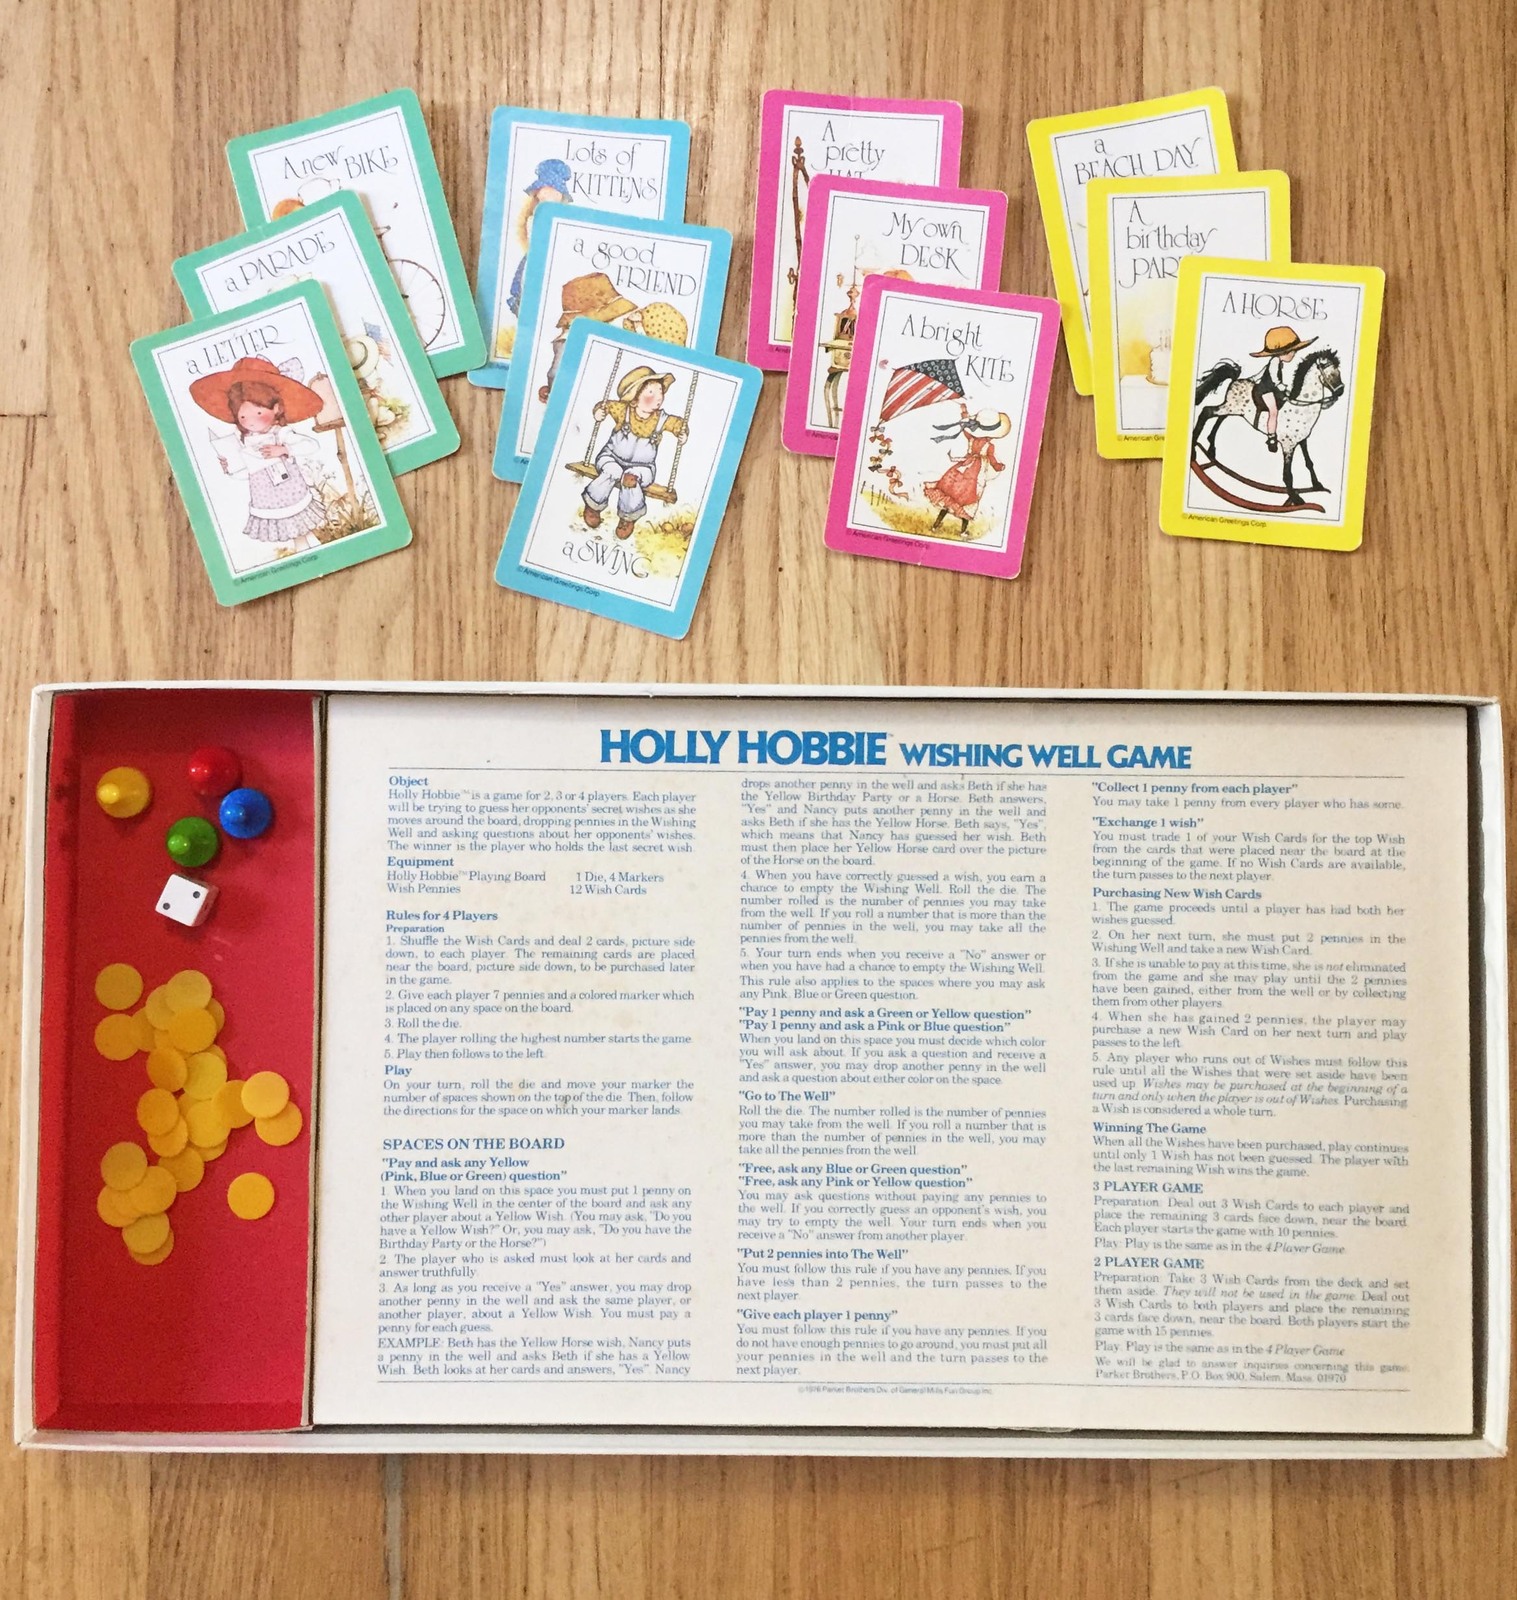 A new BIKE
a PARADE
a LETTER
© American Greetings Corp.
Lots of
KITTENS
a good
FRIEND
a SWING
© American Greetings Corp.
A
pretty
HAT
My own
DESK
A bright
KITE
© American Greetings Corp.
a
BEACH DAY
A
birthday
PAR
© American Gre
A HORSE
© American Greetings Corp.
HOLLY HOBBIE™ WISHING WELL GAME
Object
Holly Hobbie™ is a game for 2, 3 or 4 players. Each player
will be trying to guess her opponents' secret wishes as she
moves around the board, dropping pennies in the Wishing
Well and asking questions about her opponents' wishes.
The winner is the player who holds the last secret wish.
Equipment
Holly Hobbie™ Playing Board 1 Die, 4 Markers
Wish Pennies 12 Wish Cards
Rules for 4 Players
Preparation
1. Shuffle the Wish Cards and deal 2 cards, picture side
down, to each player. The remaining cards are placed
near the board, picture side down, to be purchased later
in the game.
2. Give each player 7 pennies and a colored marker which
is placed on any space on the board.
3. Roll the die.
4. The player rolling the highest number starts the game.
5. Play then follows to the left.
Play
On your turn, roll the die and move your marker the
number of spaces shown on the top of the die. Then, follow
the directions for the space on which your marker lands.
SPACES ON THE BOARD
"Pay and ask any Yellow
(Pink, Blue or Green) question"
1. When you land on this space you must put 1 penny on
the Wishing Well in the center of the board and ask any
other player about a Yellow Wish. (You may ask, "Do you
have a Yellow Wish?" Or, you may ask, "Do you have the
Birthday Party or the Horse?")
2. The player who is asked must look at her cards and
answer truthfully.
3. As long as you receive a "Yes" answer, you may drop
another penny in the well and ask the same player, or
another player, about a Yellow Wish. You must pay a
penny for each guess.
EXAMPLE: Beth has the Yellow Horse wish, Nancy puts
a penny in the well and asks Beth if she has a Yellow
Wish. Beth looks at her cards and answers, "Yes". Nancy
drops another penny in the well and asks Beth if she has
the Yellow Birthday Party or a Horse. Beth answers,
"Yes" and Nancy puts another penny in the well and
asks Beth if she has the Yellow Horse. Beth says, "Yes",
which means that Nancy has guessed her wish. Beth
must then place her Yellow Horse card over the picture
of the Horse on the board.
4. When you have correctly guessed a wish, you earn a
chance to empty the Wishing Well. Roll the die. The
number rolled is the number of pennies you may take
from the well. If you roll a number that is more than the
number of pennies in the well, you may take all the
pennies from the well.
5. Your turn ends when you receive a "No" answer or
when you have had a chance to empty the Wishing Well.
This rule also applies to the spaces where you may ask
any Pink, Blue or Green question.
"Pay 1 penny and ask a Green or Yellow question"
"Pay 1 penny and ask a Pink or Blue question"
When you land on this space you must decide which color
you will ask about. If you ask a question and receive a
"Yes" answer, you may drop another penny in the well
and ask a question about either color on the space.
"Go to The Well"
Roll the die. The number rolled is the number of pennies
you may take from the well. If you roll a number that is
more than the number of pennies in the well, you may
take all the pennies from the well.
"Free, ask any Blue or Green question"
"Free, ask any Pink or Yellow question"
You may ask questions without paying any pennies to
the well. If you correctly guess an opponent's wish, you
may try to empty the well. Your turn ends when you
receive a "No" answer from another player.
"Put 2 pennies into The Well"
You must follow this rule if you have any pennies. If you
have less than 2 pennies, the turn passes to the
next player.
"Give each player 1 penny"
You must follow this rule if you have any pennies. If you
do not have enough pennies to go around, you must put all
your pennies in the well and the turn passes to the
next player.
"Collect 1 penny from each player"
You may take 1 penny from every player who has some.
"Exchange 1 wish"
You must trade 1 of your Wish Cards for the top Wish
from the cards that were placed near the board at the
beginning of the game. If no Wish Cards are available,
the turn passes to the next player.
Purchasing New Wish Cards
1. The game proceeds until a player has had both her
wishes guessed.
2. On her next turn, she must put 2 pennies in the
Wishing Well and take a new Wish Card.
3. If she is unable to pay at this time, she is not eliminated
from the game and she may play until the 2 pennies
have been gained, either from the well or by collecting
them from other players.
4. When she has gained 2 pennies, the player may
purchase a new Wish Card on her next turn and play
passes to the left.
5. Any player who runs out of Wishes must follow this
rule until all the Wishes that were set aside have been
used up. Wishes may be purchased at the beginning of a
turn and only when the player is out of Wishes. Purchasing
a Wish is considered a whole turn.
Winning The Game
When all the Wishes have been purchased, play continues
until only 1 Wish has not been guessed. The player with
the last remaining Wish wins the game.
3 PLAYER GAME
Preparation: Deal out 3 Wish Cards to each player and
place the remaining 3 cards face down, near the board.
Each player starts the game with 10 pennies.
Play: Play is the same as in the 4 Player Game.
2 PLAYER GAME
Preparation: Take 3 Wish Cards from the deck and set
them aside. They will not be used in the game. Deal out
3 Wish Cards to both players and place the remaining
3 cards face down, near the board. Both players start the
game with 15 pennies.
Play: Play is the same as in the 4 Player Game
We will be glad to answer inquiries concerning this game.
Parker Brothers, P.O. Box 900, Salem, Mass. 01970
© 1976 Parker Brothers Div. of General Mills Fun Group Inc.